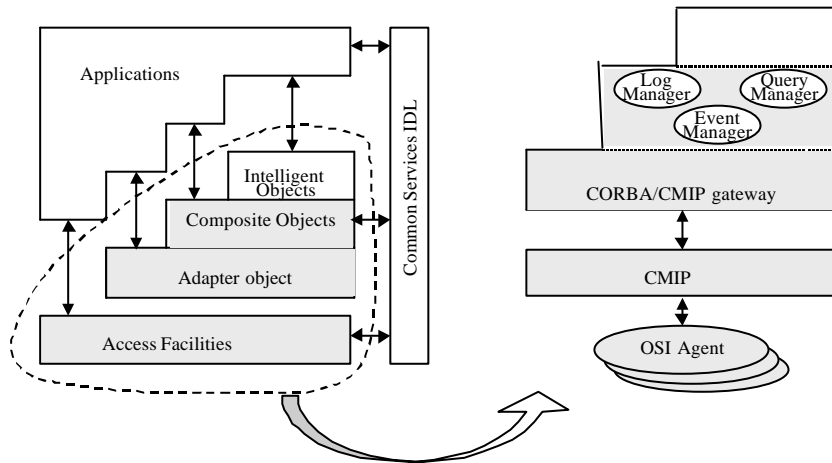 Applications
Intelligent
Objects
Composite Objects
Adapter object
Access Facilities
Common Services IDL
Log
Manager
Query
Manager
Event
Manager
CORBA/CMIP gateway
CMIP
OSI Agent